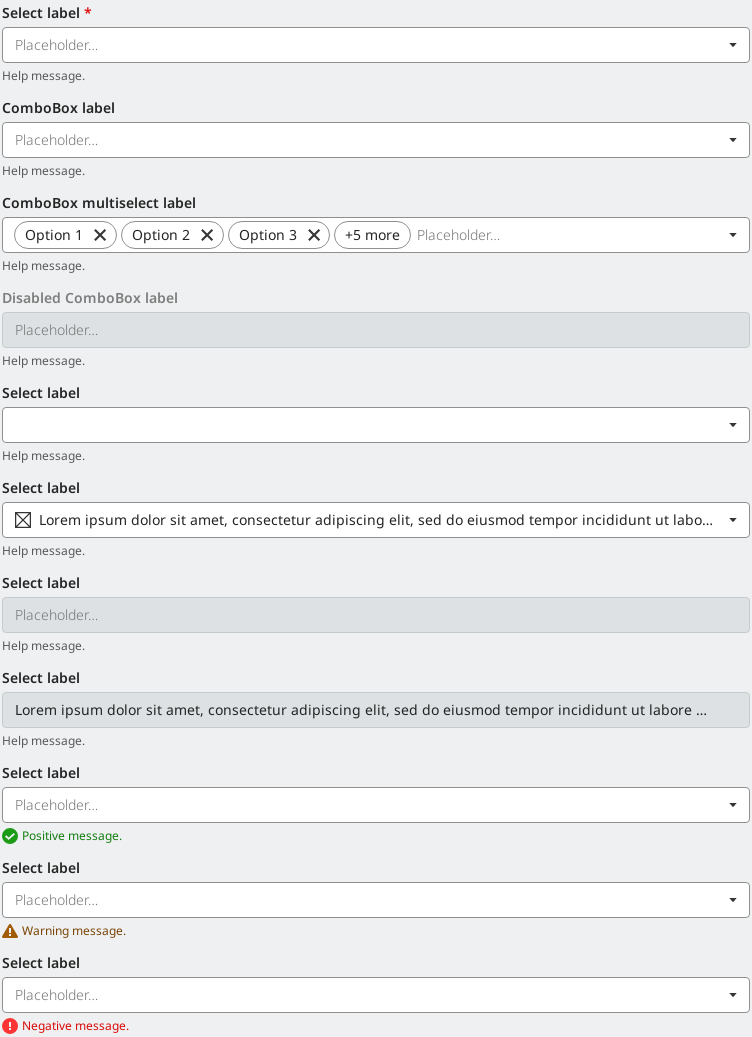 Select label *
Placeholder...
Help message.
ComboBox label
Placeholder...
Help message.
ComboBox multiselect label
Option 1 Option 2 Option 3 +5 more Placeholder...
Help message.
Disabled ComboBox label
Placeholder...
Help message.
Select label
Help message.
Select label
Lorem ipsum dolor sit amet, consectetur adipiscing elit, sed do eiusmod tempor incididunt ut labo...
Help message.
Select label
Placeholder...
Help message.
Select label
Lorem ipsum dolor sit amet, consectetur adipiscing elit, sed do eiusmod tempor incididunt ut labore ...
Help message.
Select label
Placeholder...
Positive message.
Select label
Placeholder...
Warning message.
Select label
Placeholder...
Negative message.